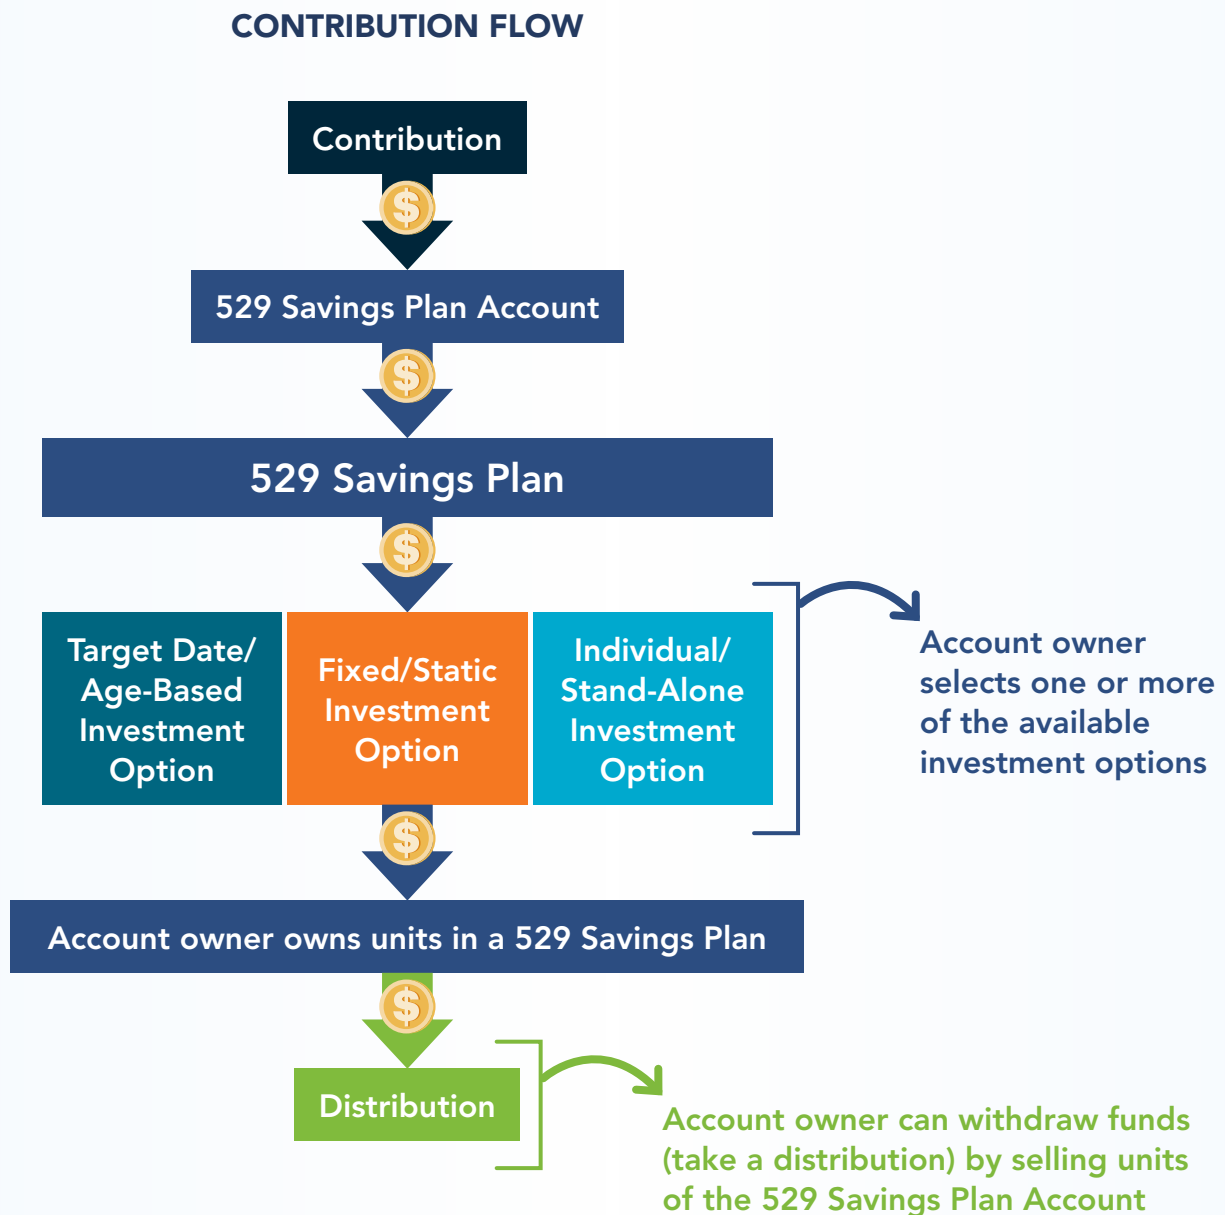 CONTRIBUTION FLOW
Contribution
$
529 Savings Plan Account
$
529 Savings Plan
$
Target Date/
Age-Based
Investment
Option
Fixed/Static
Investment
Option
Individual/
Stand-Alone
Investment
Option
Account owner
selects one or more
of the available
investment options
$
Account owner owns units in a 529 Savings Plan
$
Distribution
Account owner can withdraw funds
(take a distribution) by selling units
of the 529 Savings Plan Account